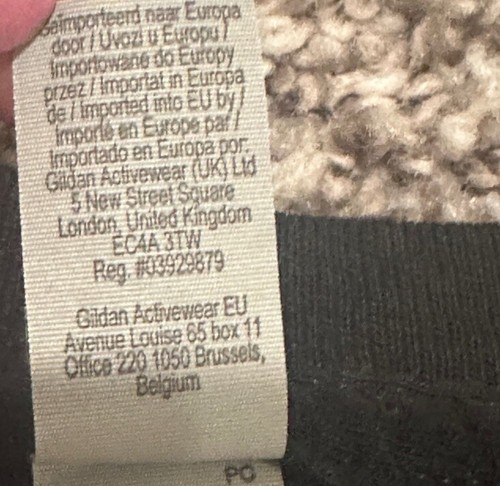 Geïmporteerd naar Europa
door / Uvozi u Europu /
Importowane do Europy
przez / Importat in Europa
de / Imported into EU by /
Importé en Europe par /
Importado en Europa por:
Gildan Activewear (UK) Ltd
5 New Street Square
London, United Kingdom
EC4A 3TW
Reg. #03929879
Gildan Activewear EU
Avenue Louise 65 box 11
Office 220 1050 Brussels,
Belgium
PC